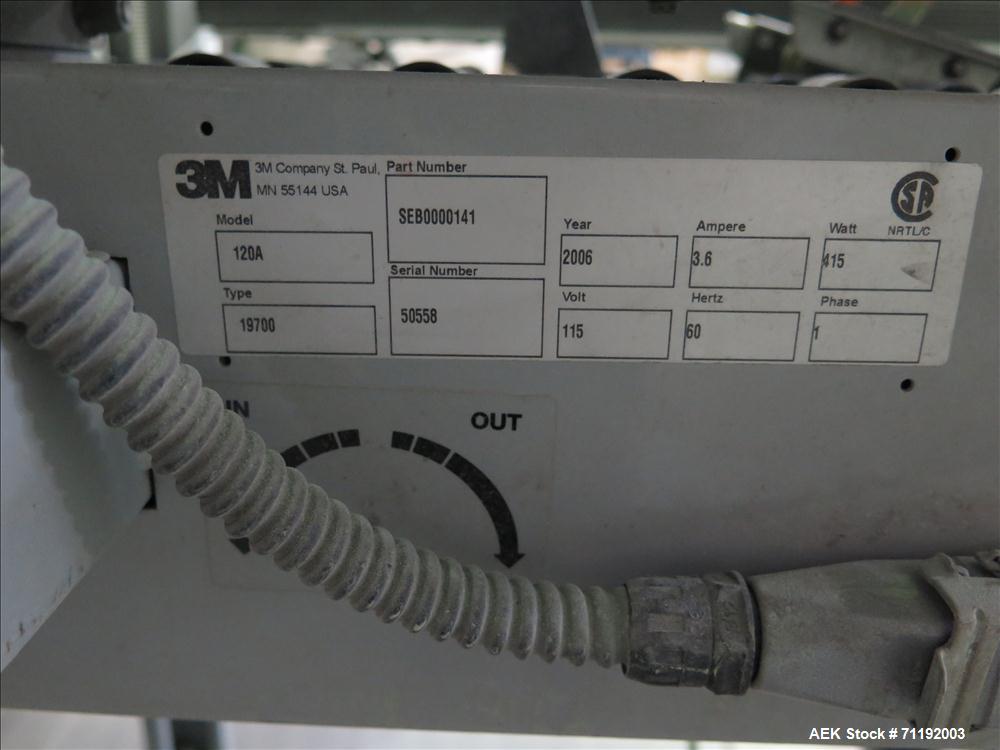 3M
3M Company St. Paul,
MN 55144 USA
Model
120A
Type
19700
Part Number
SEB0000141
Serial Number
50558
Year
2006
Ampere
3.6
Watt
415
Volt
115
Hertz
60
Phase
1
SA
NRTL/C
IN
OUT
AEK Stock # 71192003